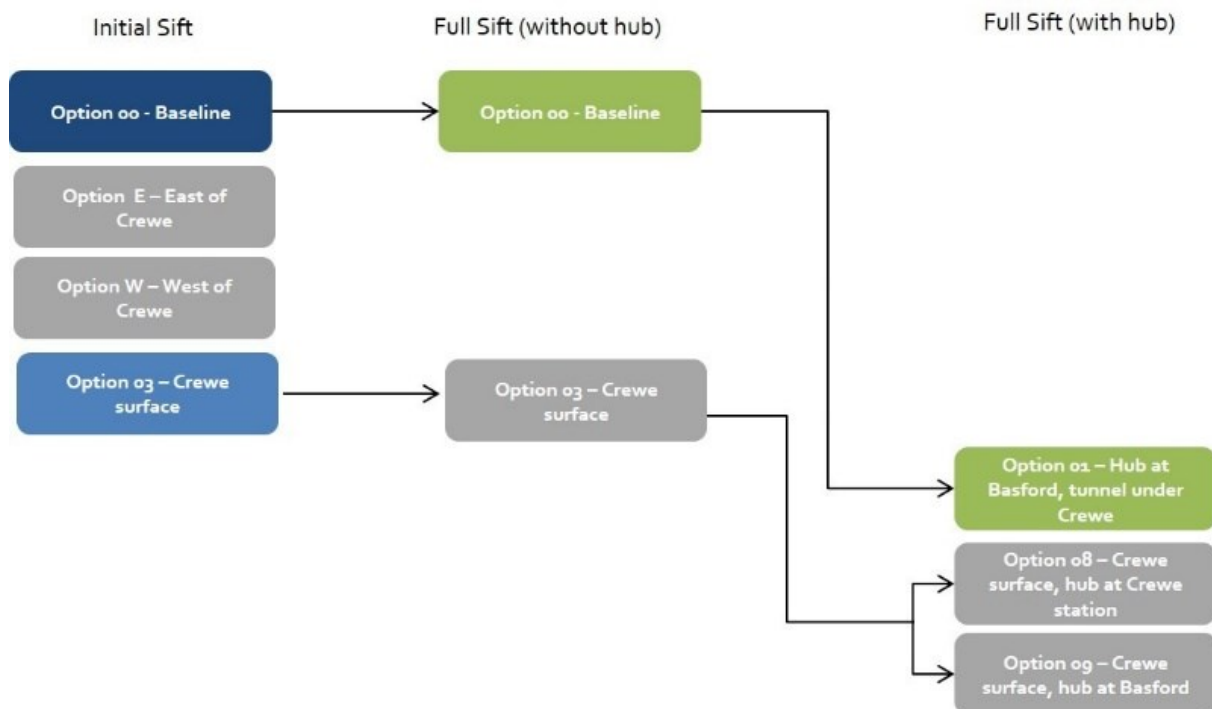 Initial Sift
Full Sift (without hub)
Full Sift (with hub)
Option 00 - Baseline
Option 00 - Baseline
Option E – East of
Crewe
Option W – West of
Crewe
Option 03 – Crewe
surface
Option 03 – Crewe
surface
Option 01 – Hub at
Basford, tunnel under
Crewe
Option 08 – Crewe
surface, hub at Crewe
station
Option 09 – Crewe
surface, hub at Basford